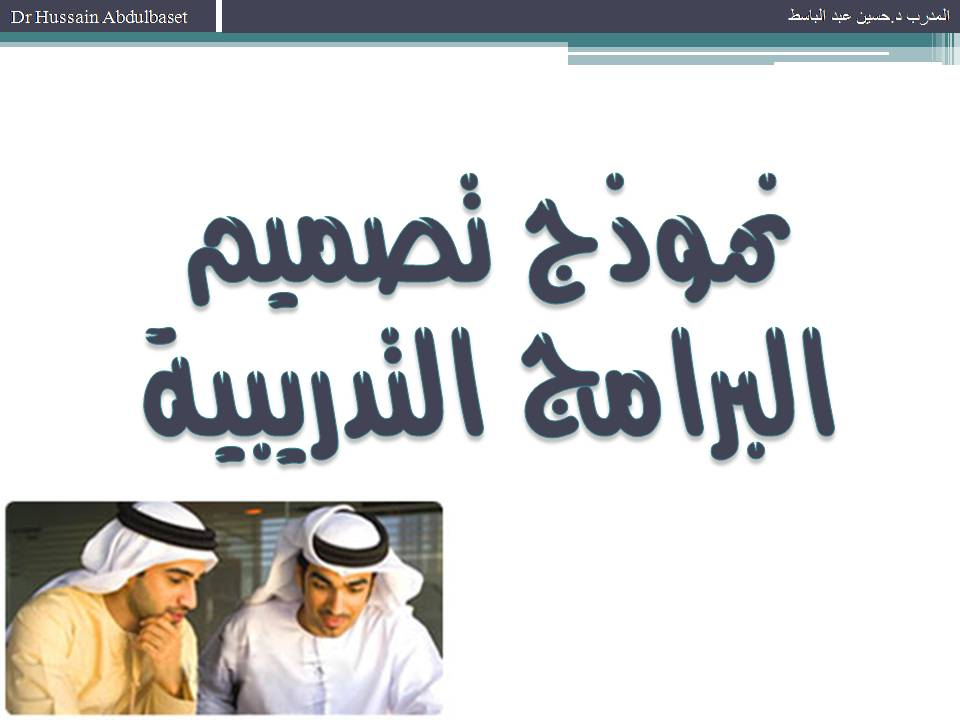 Dr Hussain Abdulbaset
المدرب د.حسين عبد الباسط
نموذج تصميم
البرامج التدريبية